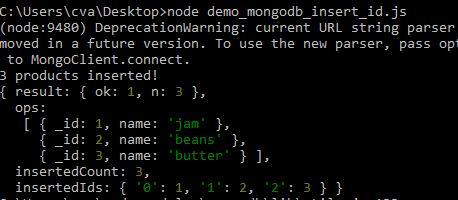 C:\Users\cva\Desktop>node demo_mongodb_insert_id.js
(node:9480) DeprecationWarning: current URL string parser
moved in a future version. To use the new parser, pass opt
to MongoClient.connect.
3 products inserted!
{ result: { ok: 1, n: 3 },
ops:
[ { _id: 1, name: 'jam' },
{ _id: 2, name: 'beans' },
{ _id: 3, name: 'butter' } ],
insertedCount: 3,
insertedIds: { '0': 1, '1': 2, '2': 3 } }